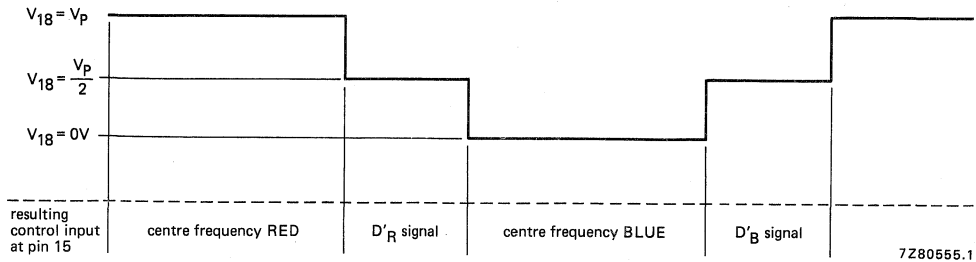 V18 = VP
V18 = VP/2
V18 = 0V
resulting
control input
at pin 15
centre frequency RED
D'R signal
centre frequency BLUE
D'B signal
7Z80555.1